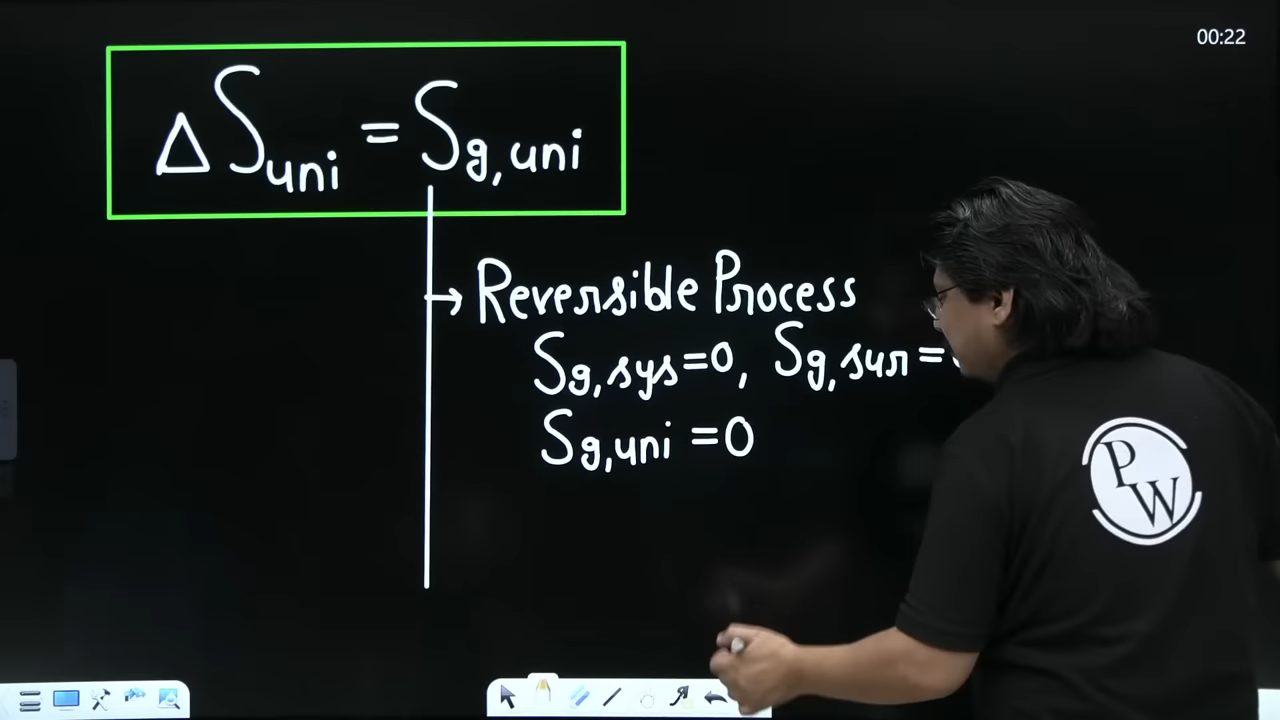 00:22
ΔS_uni = S_g,uni
→ Reversible Process
S_g,sys = 0, S_g,sur =
S_g,uni = 0
PW